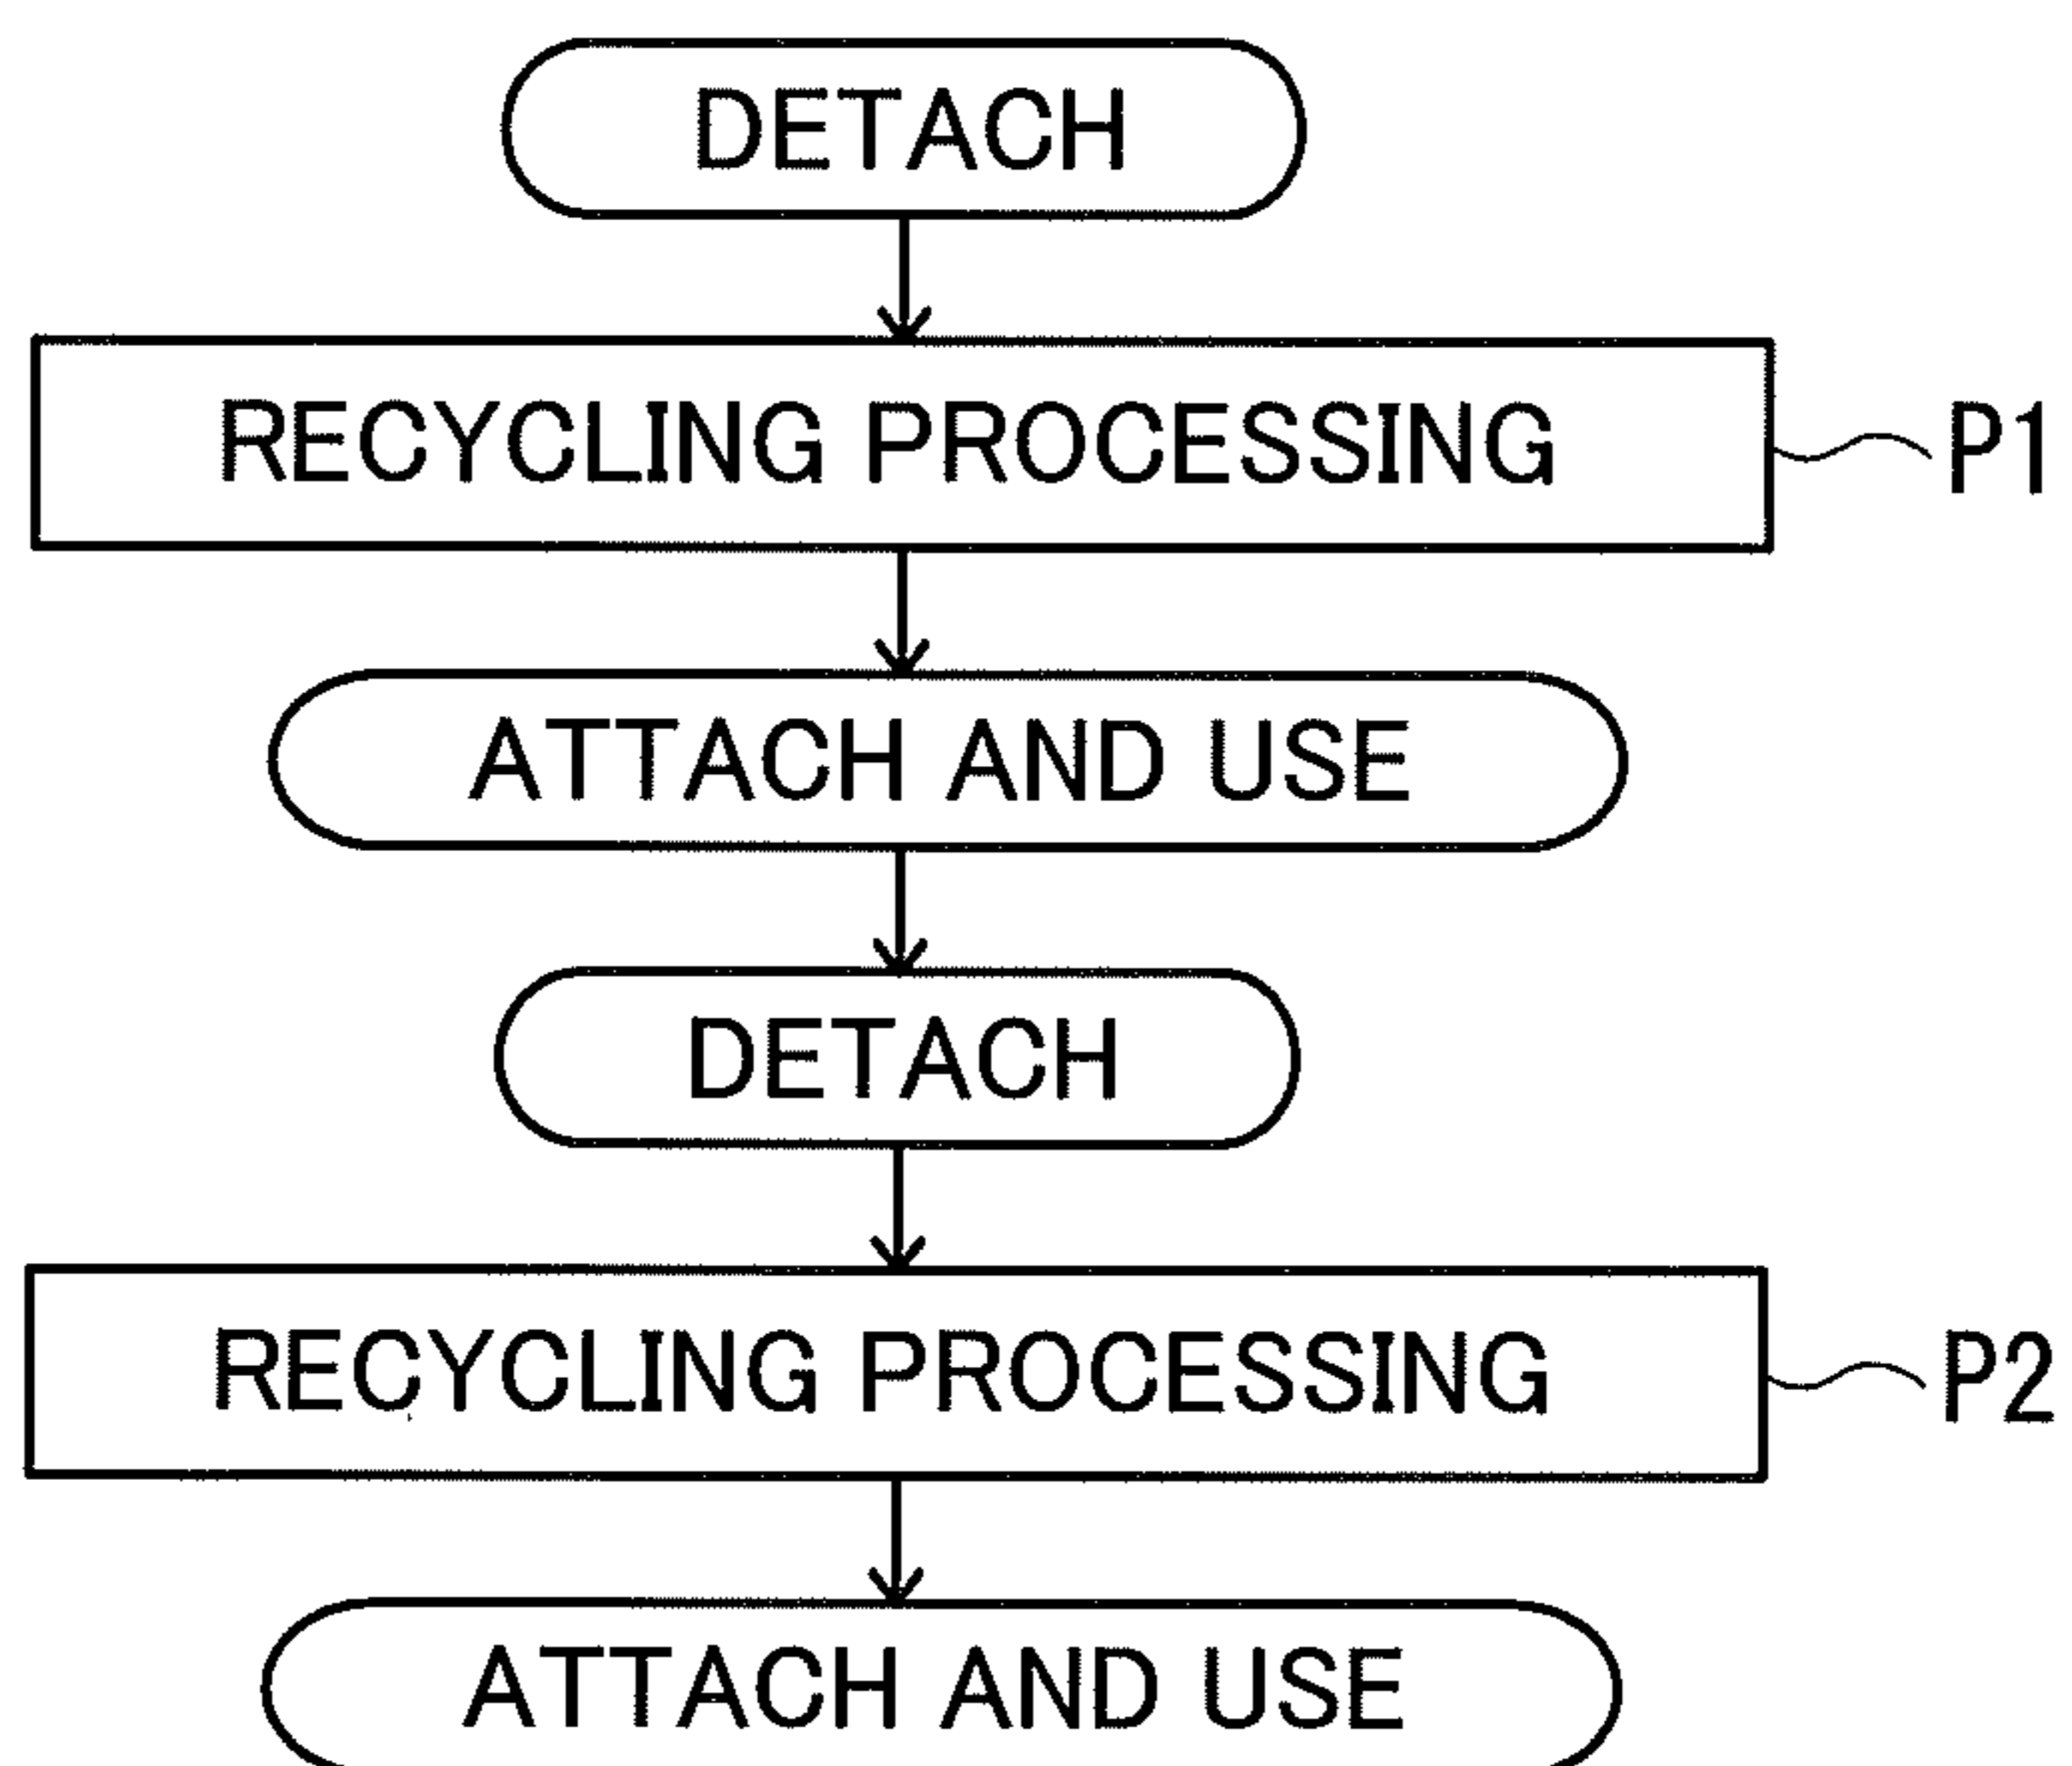 DETACH
RECYCLING PROCESSING P1
ATTACH AND USE
DETACH
RECYCLING PROCESSING P2
ATTACH AND USE